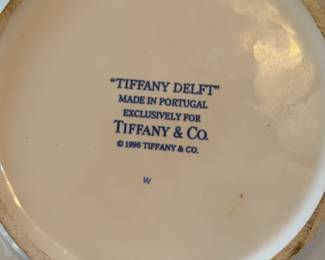 "TIFFANY DELFT"
MADE IN PORTUGAL
EXCLUSIVELY FOR
TIFFANY & CO.
© 1996 TIFFANY & CO.
W